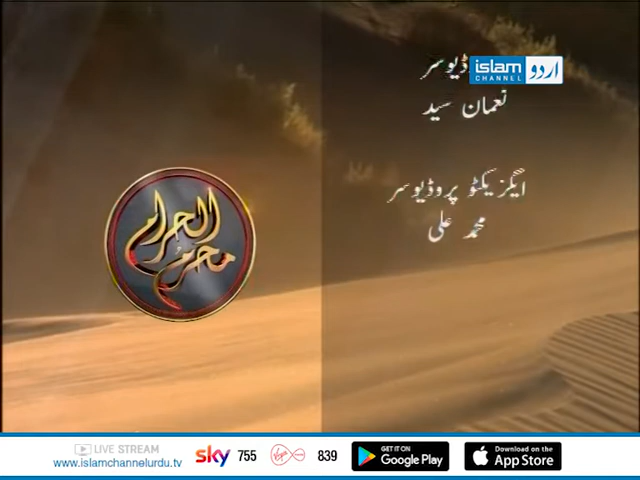 ڈیوسر
نعمان سید
ایگزیکٹو پروڈیوسر
محمد علی
islam
CHANNEL
اردو
محرم الحرام
LIVE STREAM
www.islamchannelurdu.tv
sky 755
839
GET IT ON
Google Play
Download on the
App Store